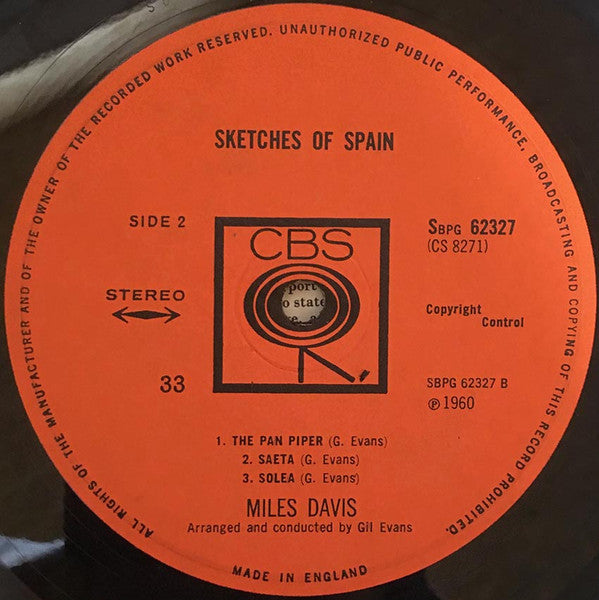 ALL RIGHTS OF THE MANUFACTURER AND OF THE OWNER OF THE RECORDED WORK RESERVED. UNAUTHORIZED PUBLIC PERFORMANCE, BROADCASTING AND COPYING OF THIS RECORD PROHIBITED.
SKETCHES OF SPAIN
SIDE 2
SBPG 62327
(CS 8271)
CBS
STEREO
port
o state
Copyright
Control
33
SBPG 62327 B
℗ 1960
1. THE PAN PIPER (G. Evans)
2. SAETA (G. Evans)
3. SOLEA (G. Evans)
MILES DAVIS
Arranged and conducted by Gil Evans
MADE IN ENGLAND